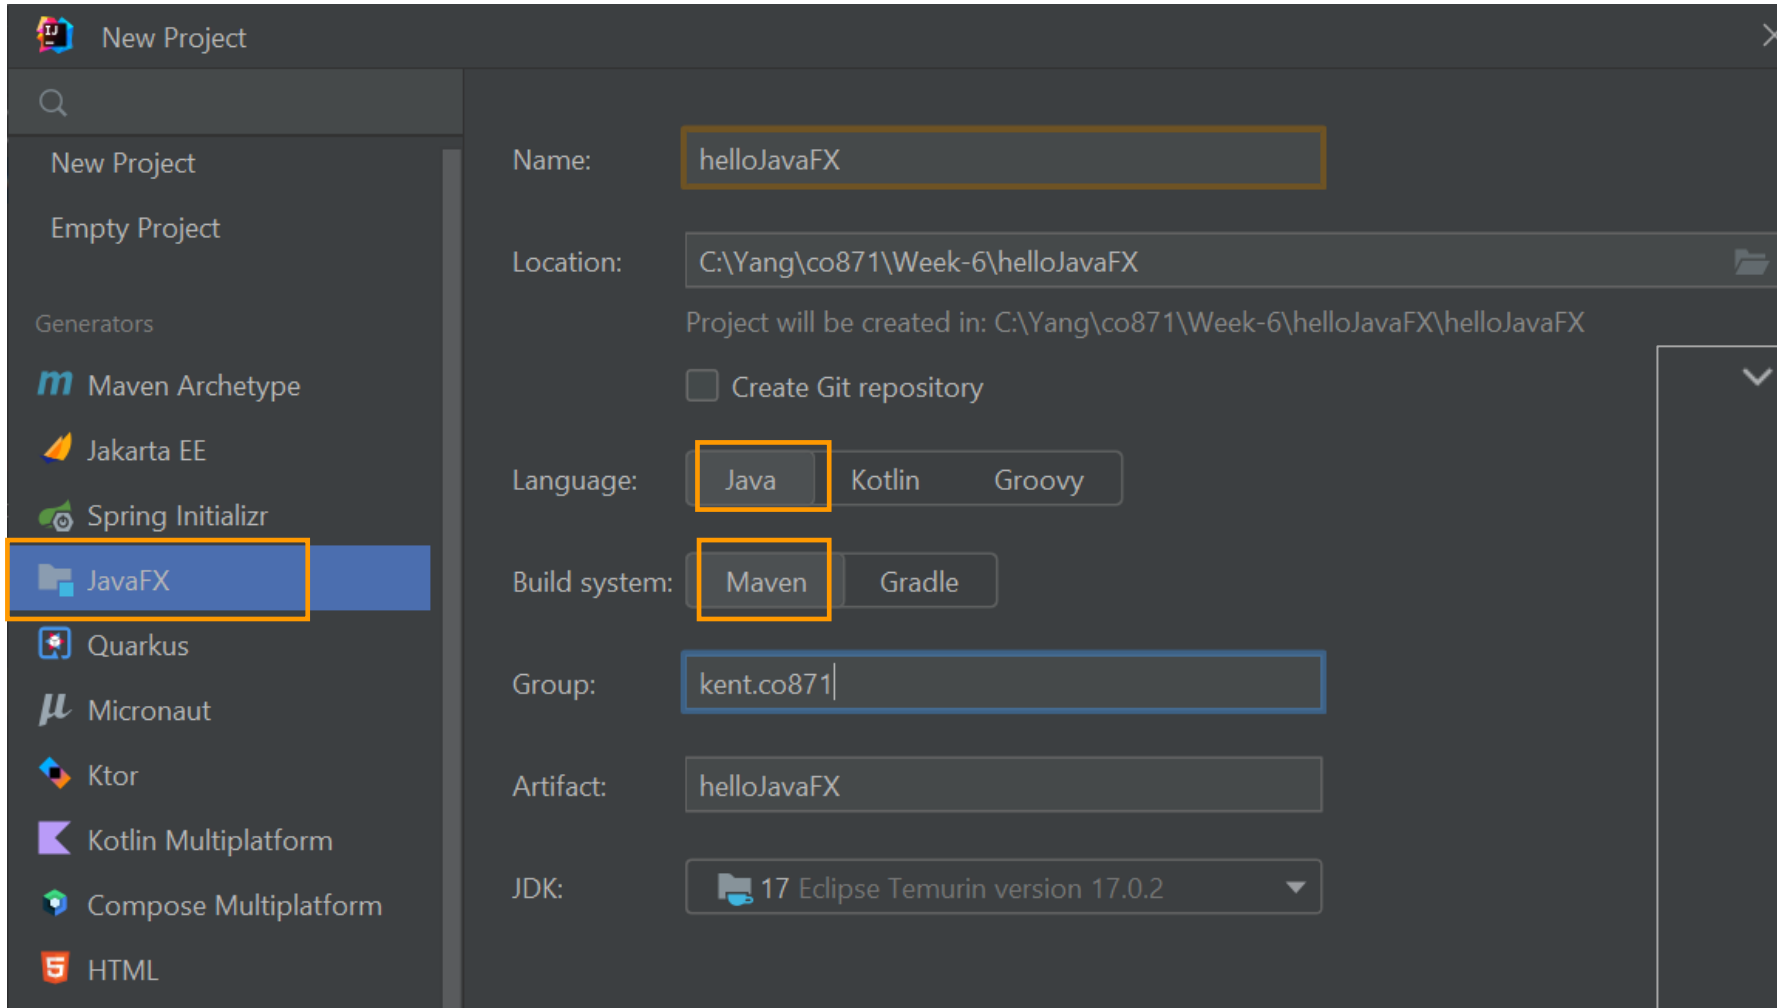 New Project
New Project
Empty Project
Generators
Maven Archetype
Jakarta EE
Spring Initializr
JavaFX
Quarkus
Micronaut
Ktor
Kotlin Multiplatform
Compose Multiplatform
HTML
Name: helloJavaFX
Location: C:\Yang\co871\Week-6\helloJavaFX
Project will be created in: C:\Yang\co871\Week-6\helloJavaFX\helloJavaFX
Create Git repository
Language: Java Kotlin Groovy
Build system: Maven Gradle
Group: kent.co871
Artifact: helloJavaFX
JDK: 17 Eclipse Temurin version 17.0.2